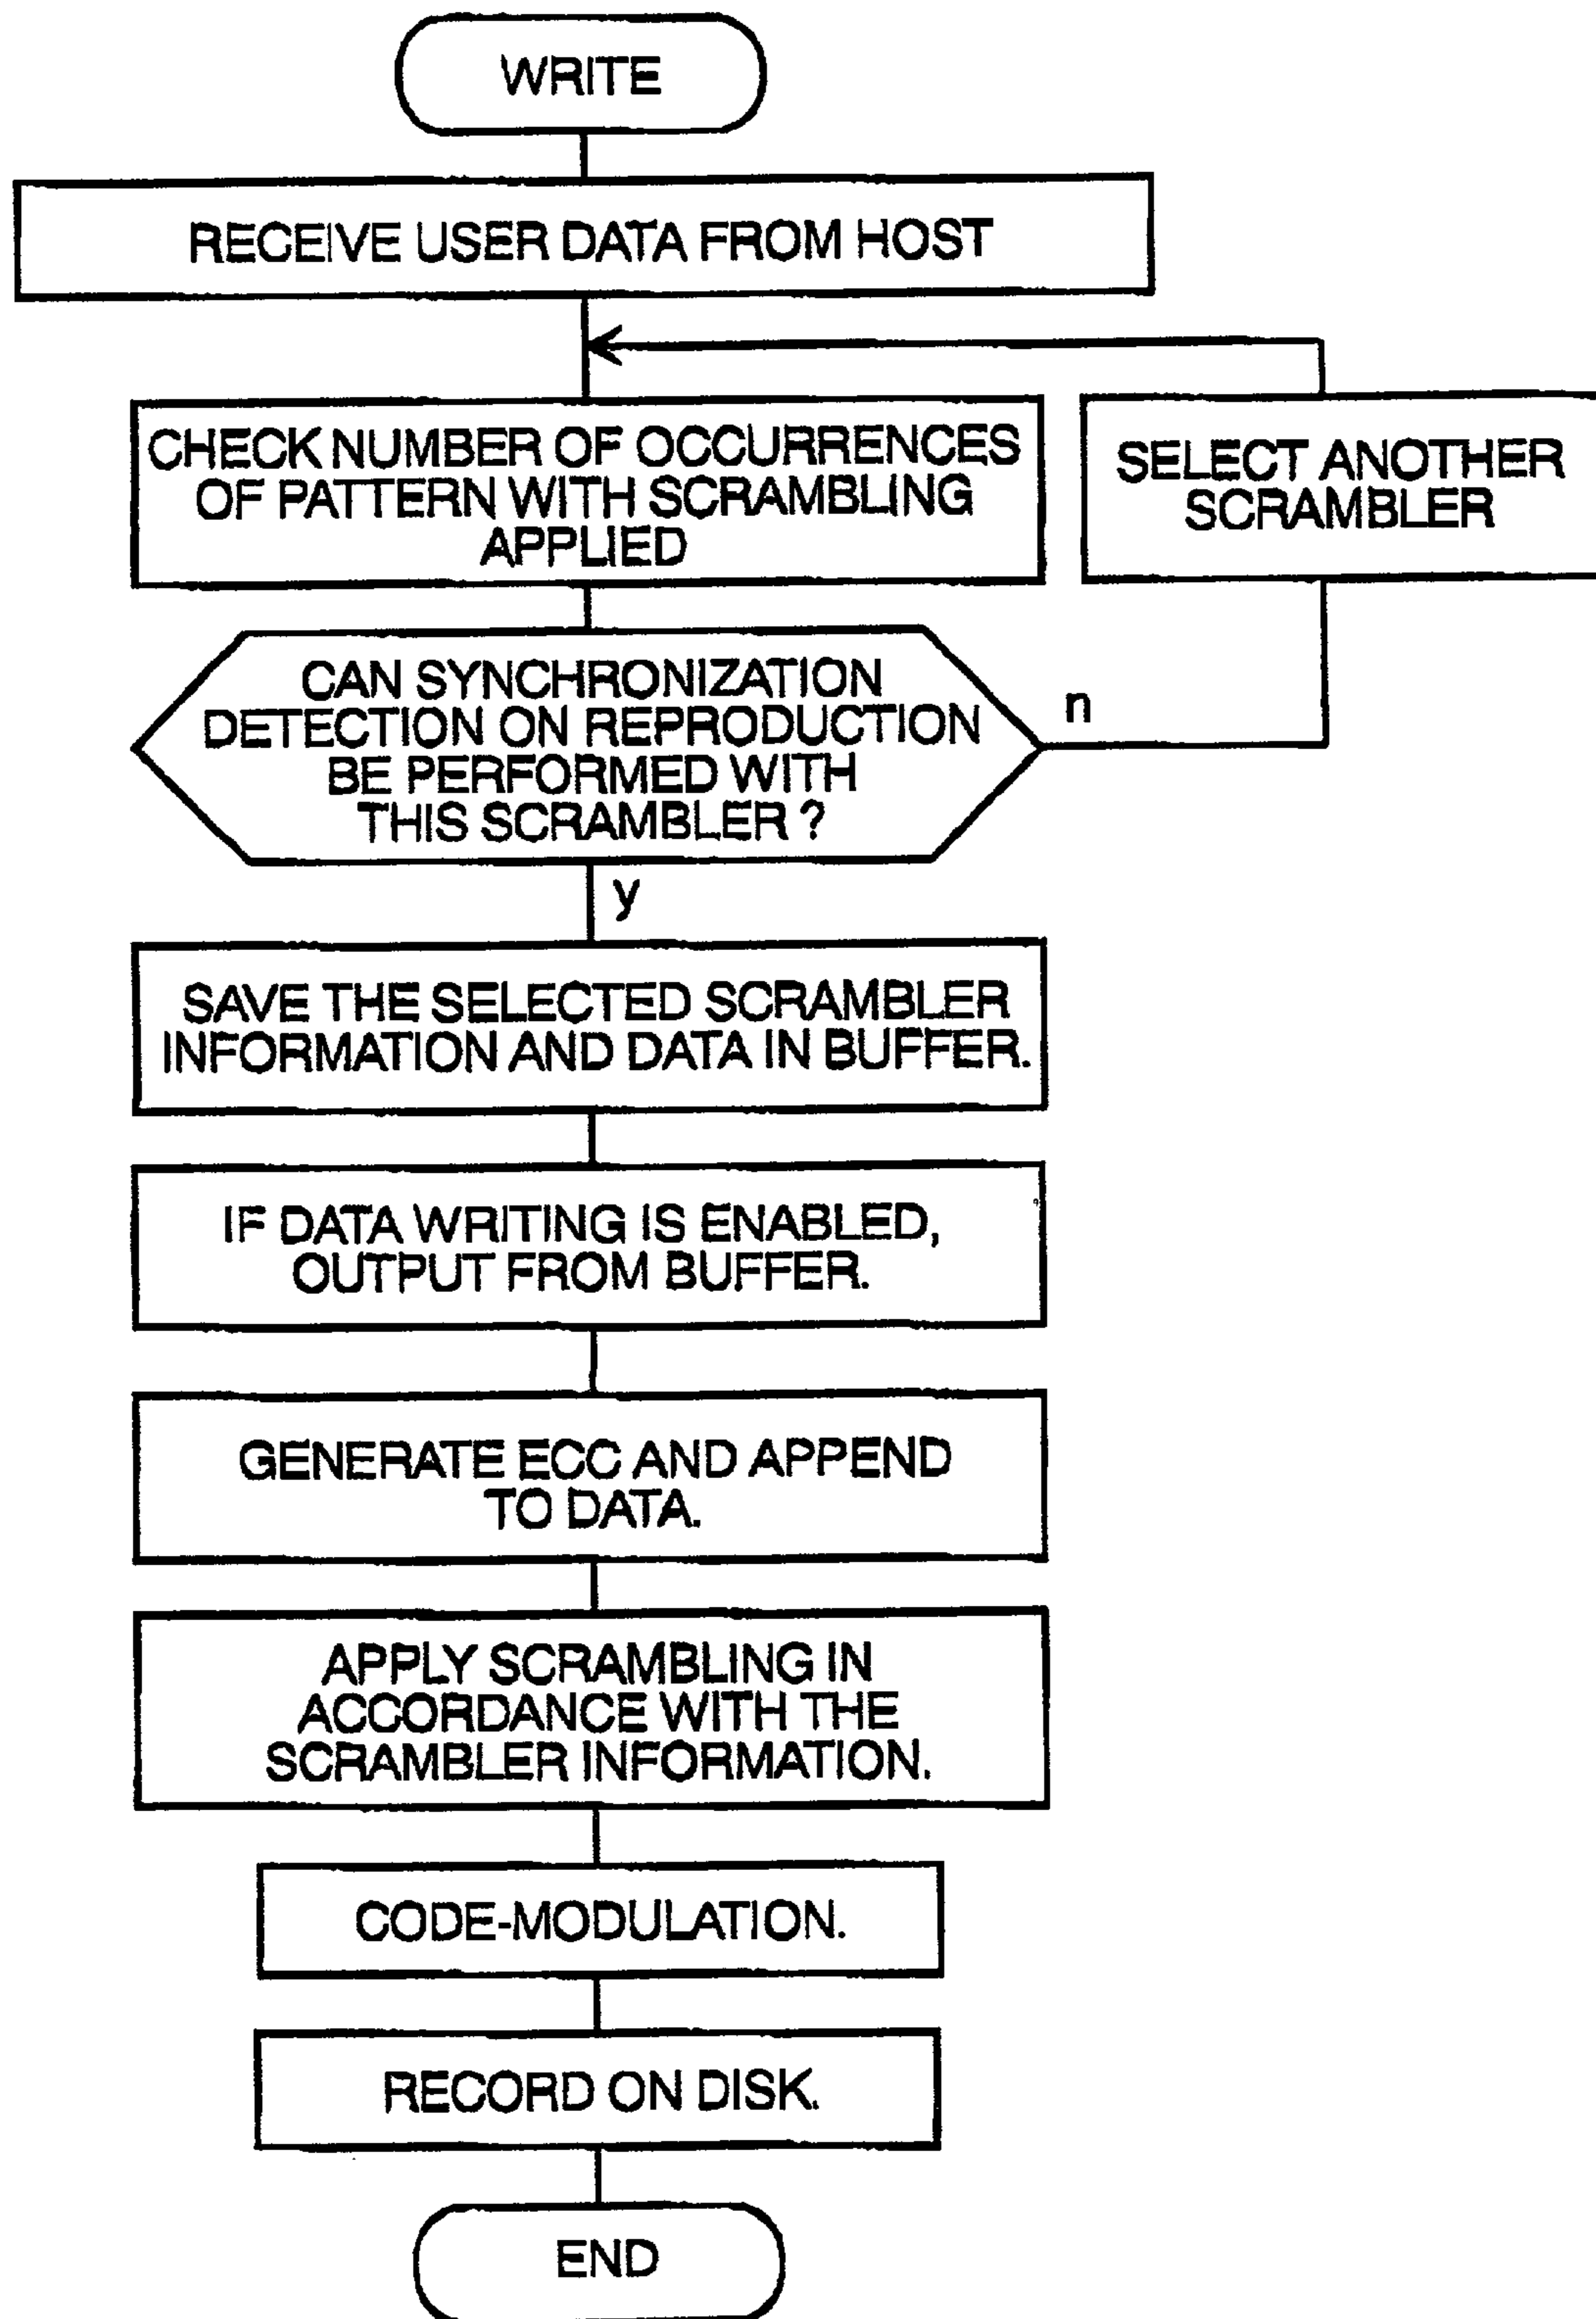 WRITE
RECEIVE USER DATA FROM HOST
CHECK NUMBER OF OCCURRENCES
OF PATTERN WITH SCRAMBLING
APPLIED
SELECT ANOTHER
SCRAMBLER
CAN SYNCHRONIZATION
DETECTION ON REPRODUCTION
BE PERFORMED WITH
THIS SCRAMBLER ?
n
y
SAVE THE SELECTED SCRAMBLER
INFORMATION AND DATA IN BUFFER.
IF DATA WRITING IS ENABLED,
OUTPUT FROM BUFFER.
GENERATE ECC AND APPEND
TO DATA.
APPLY SCRAMBLING IN
ACCORDANCE WITH THE
SCRAMBLER INFORMATION.
CODE-MODULATION.
RECORD ON DISK.
END